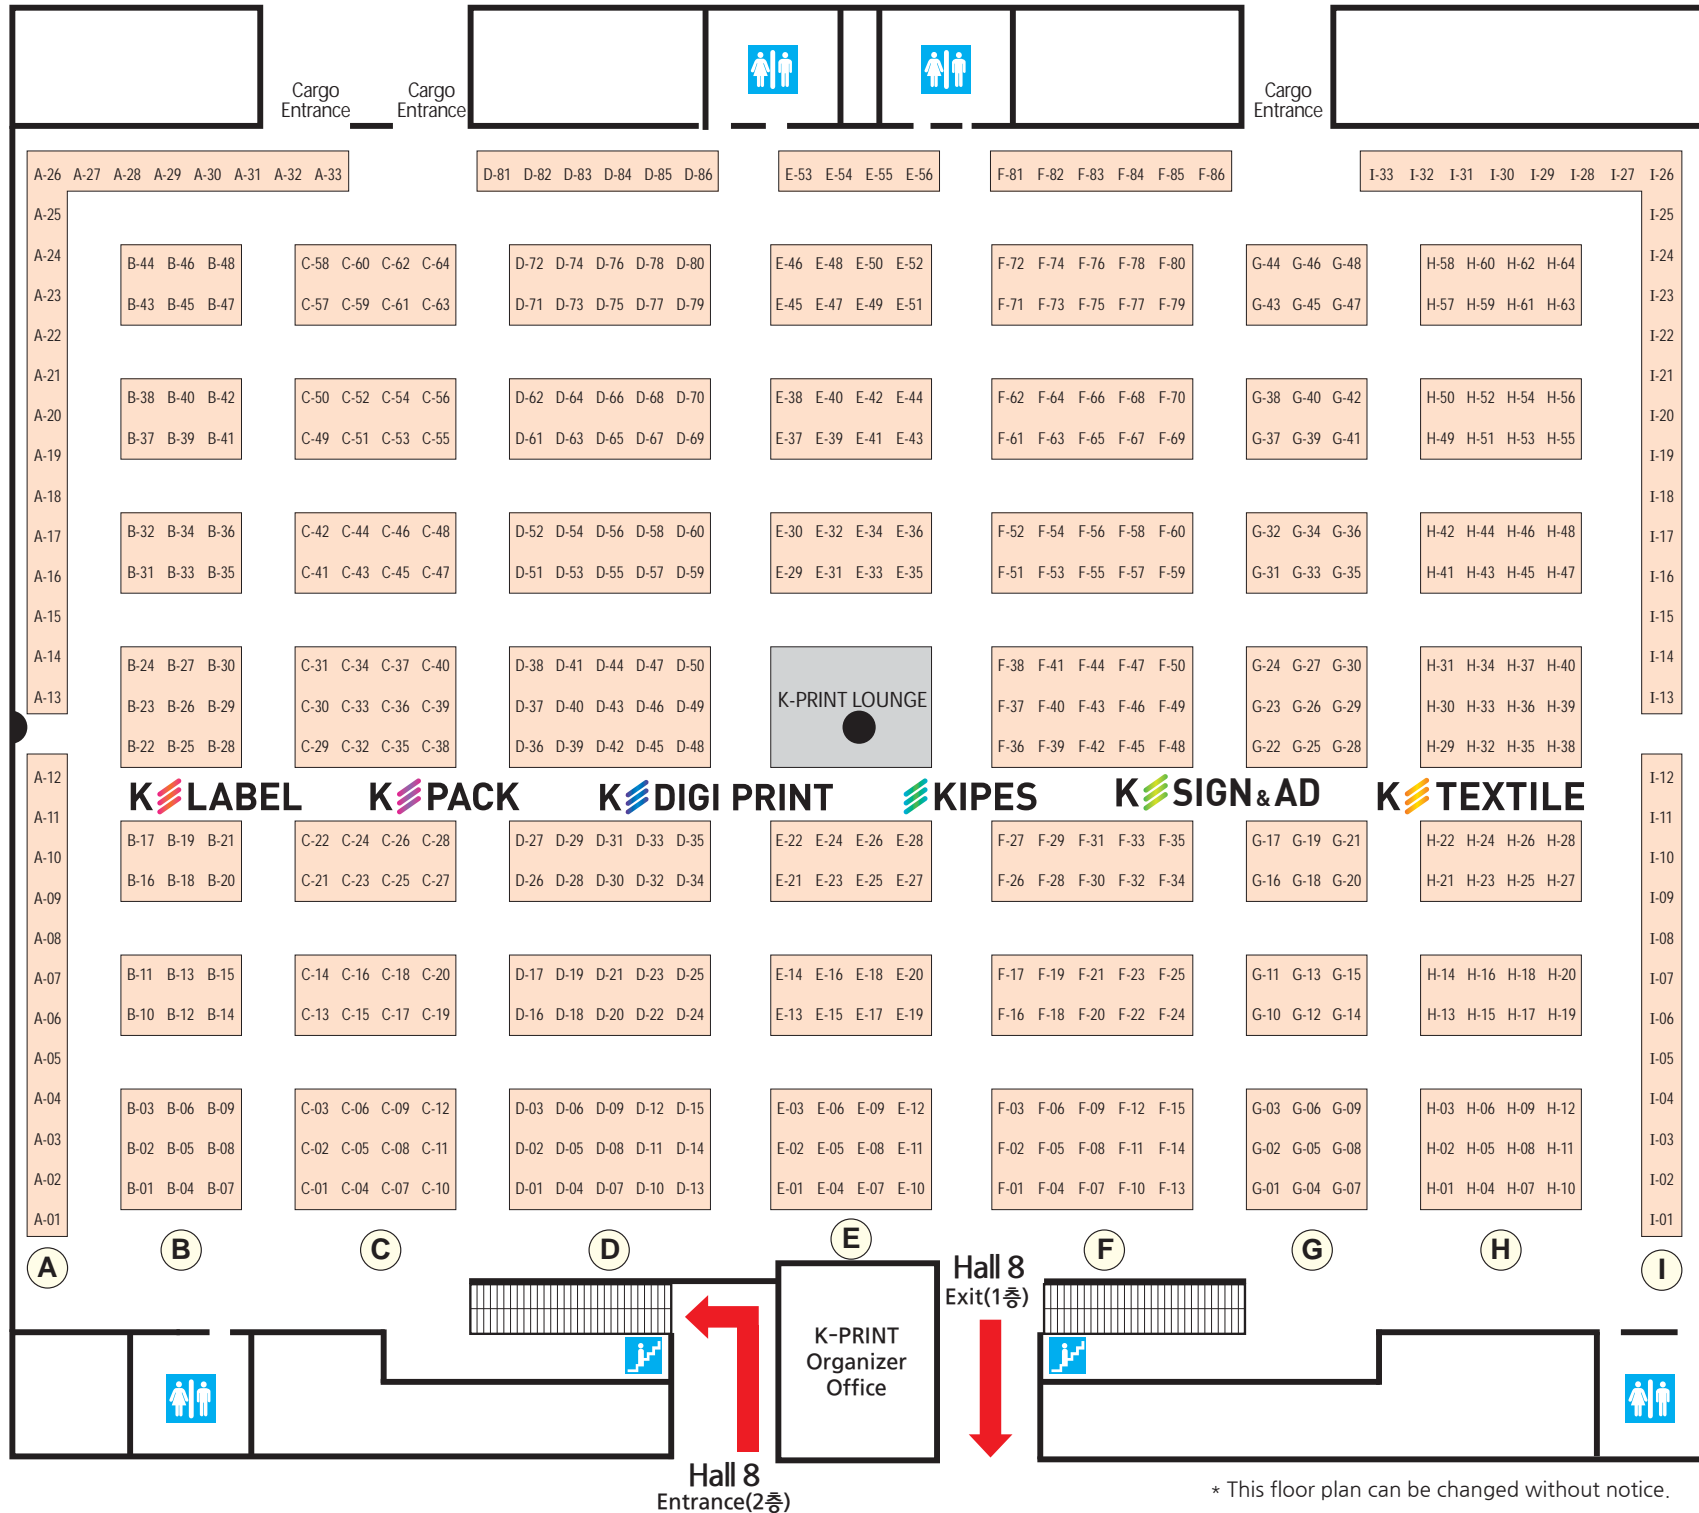 Cargo
Entrance
Cargo
Entrance
Cargo
Entrance
A-26 A-27 A-28 A-29 A-30 A-31 A-32 A-33
D-81 D-82 D-83 D-84 D-85 D-86
E-53 E-54 E-55 E-56
F-81 F-82 F-83 F-84 F-85 F-86
I-33 I-32 I-31 I-30 I-29 I-28 I-27 I-26
A-25
A-24
A-23
A-22
A-21
A-20
A-19
A-18
A-17
A-16
A-15
A-14
A-13
I-25
I-24
I-23
I-22
I-21
I-20
I-19
I-18
I-17
I-16
I-15
I-14
I-13
B-44 B-46 B-48
B-43 B-45 B-47
C-58 C-60 C-62 C-64
C-57 C-59 C-61 C-63
D-72 D-74 D-76 D-78 D-80
D-71 D-73 D-75 D-77 D-79
E-46 E-48 E-50 E-52
E-45 E-47 E-49 E-51
F-72 F-74 F-76 F-78 F-80
F-71 F-73 F-75 F-77 F-79
G-44 G-46 G-48
G-43 G-45 G-47
H-58 H-60 H-62 H-64
H-57 H-59 H-61 H-63
B-38 B-40 B-42
B-37 B-39 B-41
C-50 C-52 C-54 C-56
C-49 C-51 C-53 C-55
D-62 D-64 D-66 D-68 D-70
D-61 D-63 D-65 D-67 D-69
E-38 E-40 E-42 E-44
E-37 E-39 E-41 E-43
F-62 F-64 F-66 F-68 F-70
F-61 F-63 F-65 F-67 F-69
G-38 G-40 G-42
G-37 G-39 G-41
H-50 H-52 H-54 H-56
H-49 H-51 H-53 H-55
B-32 B-34 B-36
B-31 B-33 B-35
C-42 C-44 C-46 C-48
C-41 C-43 C-45 C-47
D-52 D-54 D-56 D-58 D-60
D-51 D-53 D-55 D-57 D-59
E-30 E-32 E-34 E-36
E-29 E-31 E-33 E-35
F-52 F-54 F-56 F-58 F-60
F-51 F-53 F-55 F-57 F-59
G-32 G-34 G-36
G-31 G-33 G-35
H-42 H-44 H-46 H-48
H-41 H-43 H-45 H-47
B-24 B-27 B-30
B-23 B-26 B-29
B-22 B-25 B-28
C-31 C-34 C-37 C-40
C-30 C-33 C-36 C-39
C-29 C-32 C-35 C-38
D-38 D-41 D-44 D-47 D-50
D-37 D-40 D-43 D-46 D-49
D-36 D-39 D-42 D-45 D-48
K-PRINT LOUNGE
F-38 F-41 F-44 F-47 F-50
F-37 F-40 F-43 F-46 F-49
F-36 F-39 F-42 F-45 F-48
G-24 G-27 G-30
G-23 G-26 G-29
G-22 G-25 G-28
H-31 H-34 H-37 H-40
H-30 H-33 H-36 H-39
H-29 H-32 H-35 H-38
K LABEL
K PACK
K DIGI PRINT
KIPES
K SIGN & AD
K TEXTILE
A-12
A-11
A-10
A-09
A-08
A-07
A-06
A-05
A-04
A-03
A-02
A-01
I-12
I-11
I-10
I-09
I-08
I-07
I-06
I-05
I-04
I-03
I-02
I-01
B-17 B-19 B-21
B-16 B-18 B-20
C-22 C-24 C-26 C-28
C-21 C-23 C-25 C-27
D-27 D-29 D-31 D-33 D-35
D-26 D-28 D-30 D-32 D-34
E-22 E-24 E-26 E-28
E-21 E-23 E-25 E-27
F-27 F-29 F-31 F-33 F-35
F-26 F-28 F-30 F-32 F-34
G-17 G-19 G-21
G-16 G-18 G-20
H-22 H-24 H-26 H-28
H-21 H-23 H-25 H-27
B-11 B-13 B-15
B-10 B-12 B-14
C-14 C-16 C-18 C-20
C-13 C-15 C-17 C-19
D-17 D-19 D-21 D-23 D-25
D-16 D-18 D-20 D-22 D-24
E-14 E-16 E-18 E-20
E-13 E-15 E-17 E-19
F-17 F-19 F-21 F-23 F-25
F-16 F-18 F-20 F-22 F-24
G-11 G-13 G-15
G-10 G-12 G-14
H-14 H-16 H-18 H-20
H-13 H-15 H-17 H-19
B-03 B-06 B-09
B-02 B-05 B-08
B-01 B-04 B-07
C-03 C-06 C-09 C-12
C-02 C-05 C-08 C-11
C-01 C-04 C-07 C-10
D-03 D-06 D-09 D-12 D-15
D-02 D-05 D-08 D-11 D-14
D-01 D-04 D-07 D-10 D-13
E-03 E-06 E-09 E-12
E-02 E-05 E-08 E-11
E-01 E-04 E-07 E-10
F-03 F-06 F-09 F-12 F-15
F-02 F-05 F-08 F-11 F-14
F-01 F-04 F-07 F-10 F-13
G-03 G-06 G-09
G-02 G-05 G-08
G-01 G-04 G-07
H-03 H-06 H-09 H-12
H-02 H-05 H-08 H-11
H-01 H-04 H-07 H-10
A
B
C
D
E
F
G
H
I
Hall 8
Exit(1층)
K-PRINT
Organizer
Office
Hall 8
Entrance(2층)
* This floor plan can be changed without notice.